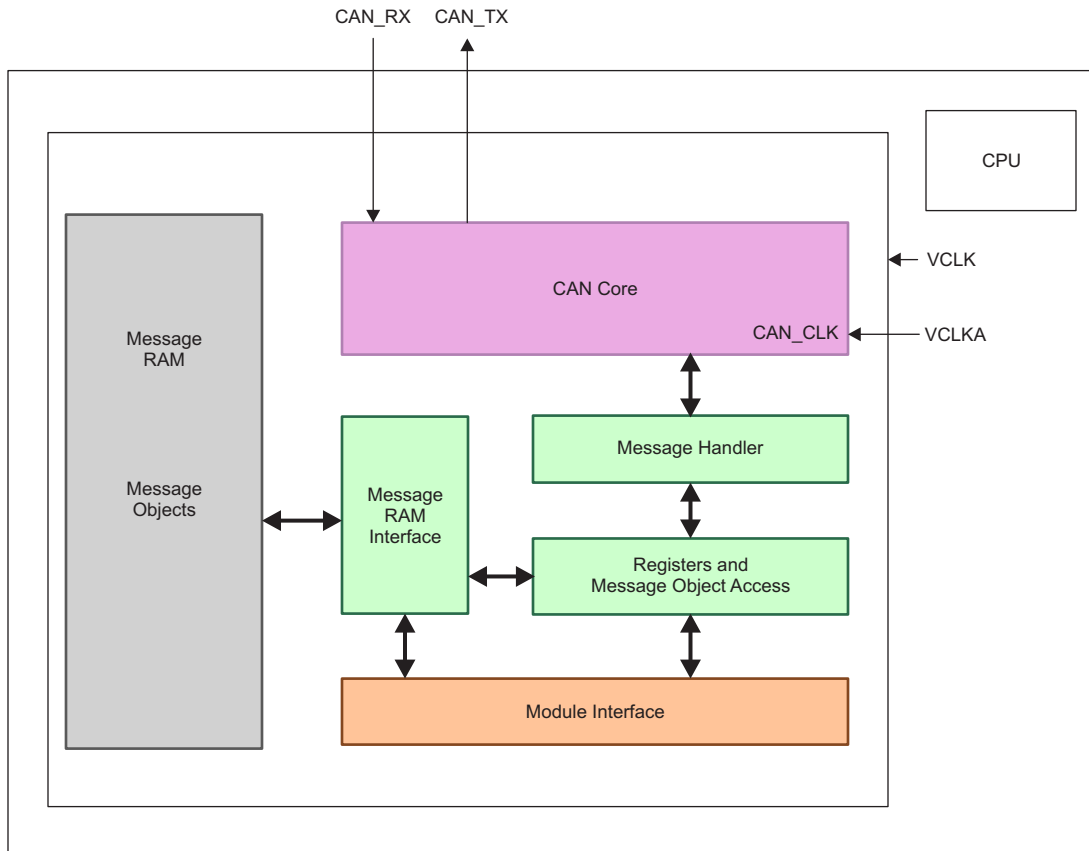 CAN_RX
CAN_TX
CPU
VCLK
CAN Core
CAN_CLK
VCLKA
Message
RAM
Message Handler
Message
Objects
Message
RAM
Interface
Registers and
Message Object Access
Module Interface